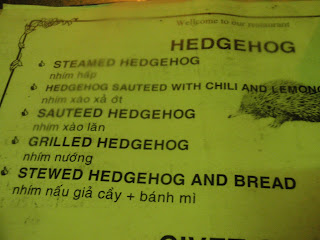 Wellcome to our restaurant
HEDGEHOG
STEAMED HEDGEHOG
nhím hấp
HEDGEHOG SAUTEED WITH CHILI AND LEMONG
nhím xào xả ớt
SAUTEED HEDGEHOG
nhím xào lăn
GRILLED HEDGEHOG
nhím nướng
STEWED HEDGEHOG AND BREAD
nhím nấu giả cầy + bánh mì